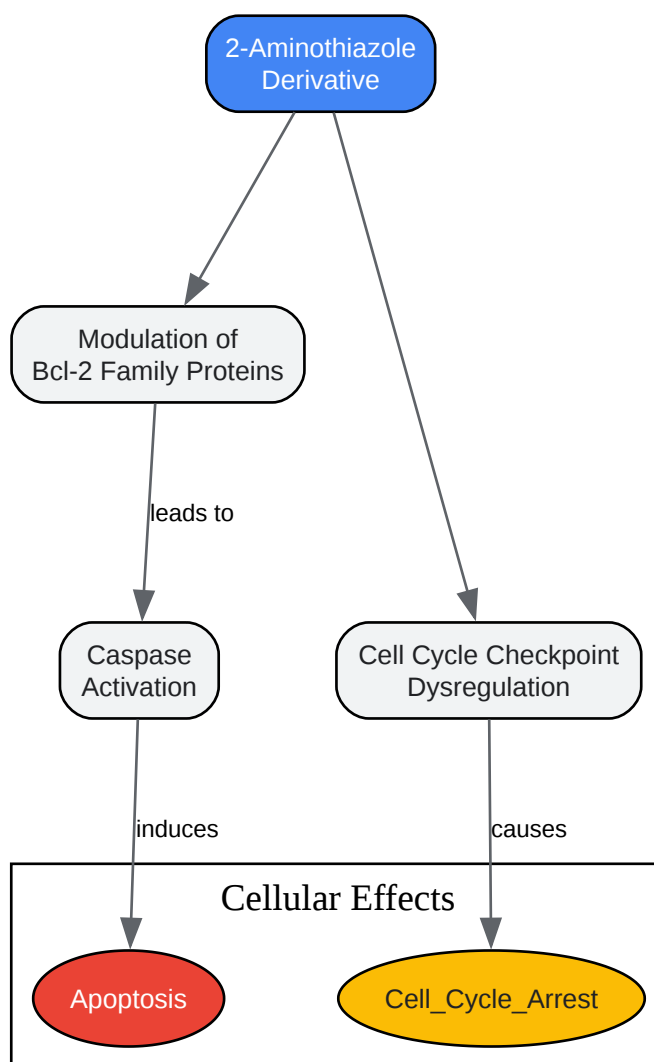 2-Aminothiazole
Derivative
Modulation of
Bcl-2 Family Proteins
leads to
Caspase
Activation
Cell Cycle Checkpoint
Dysregulation
induces
causes
Cellular Effects
Apoptosis
Cell_Cycle_Arrest